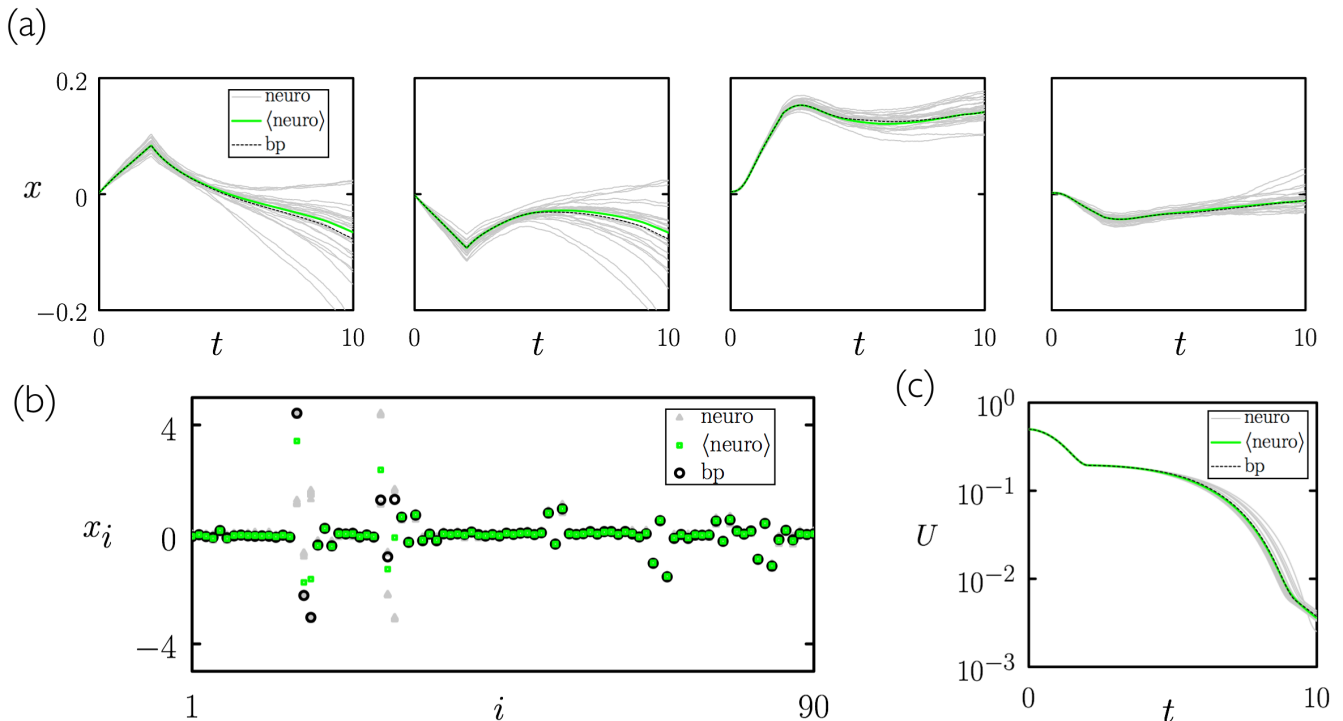 (a)
0.2
x
0
−0.2
neuro
⟨neuro⟩
bp
0 t 10
0 t 10
0 t 10
0 t 10
(b)
4
x_i
0
−4
neuro
⟨neuro⟩
bp
1 i 90
(c)
10^0
10^−1
U
10^−2
10^−3
neuro
⟨neuro⟩
bp
0 t 10